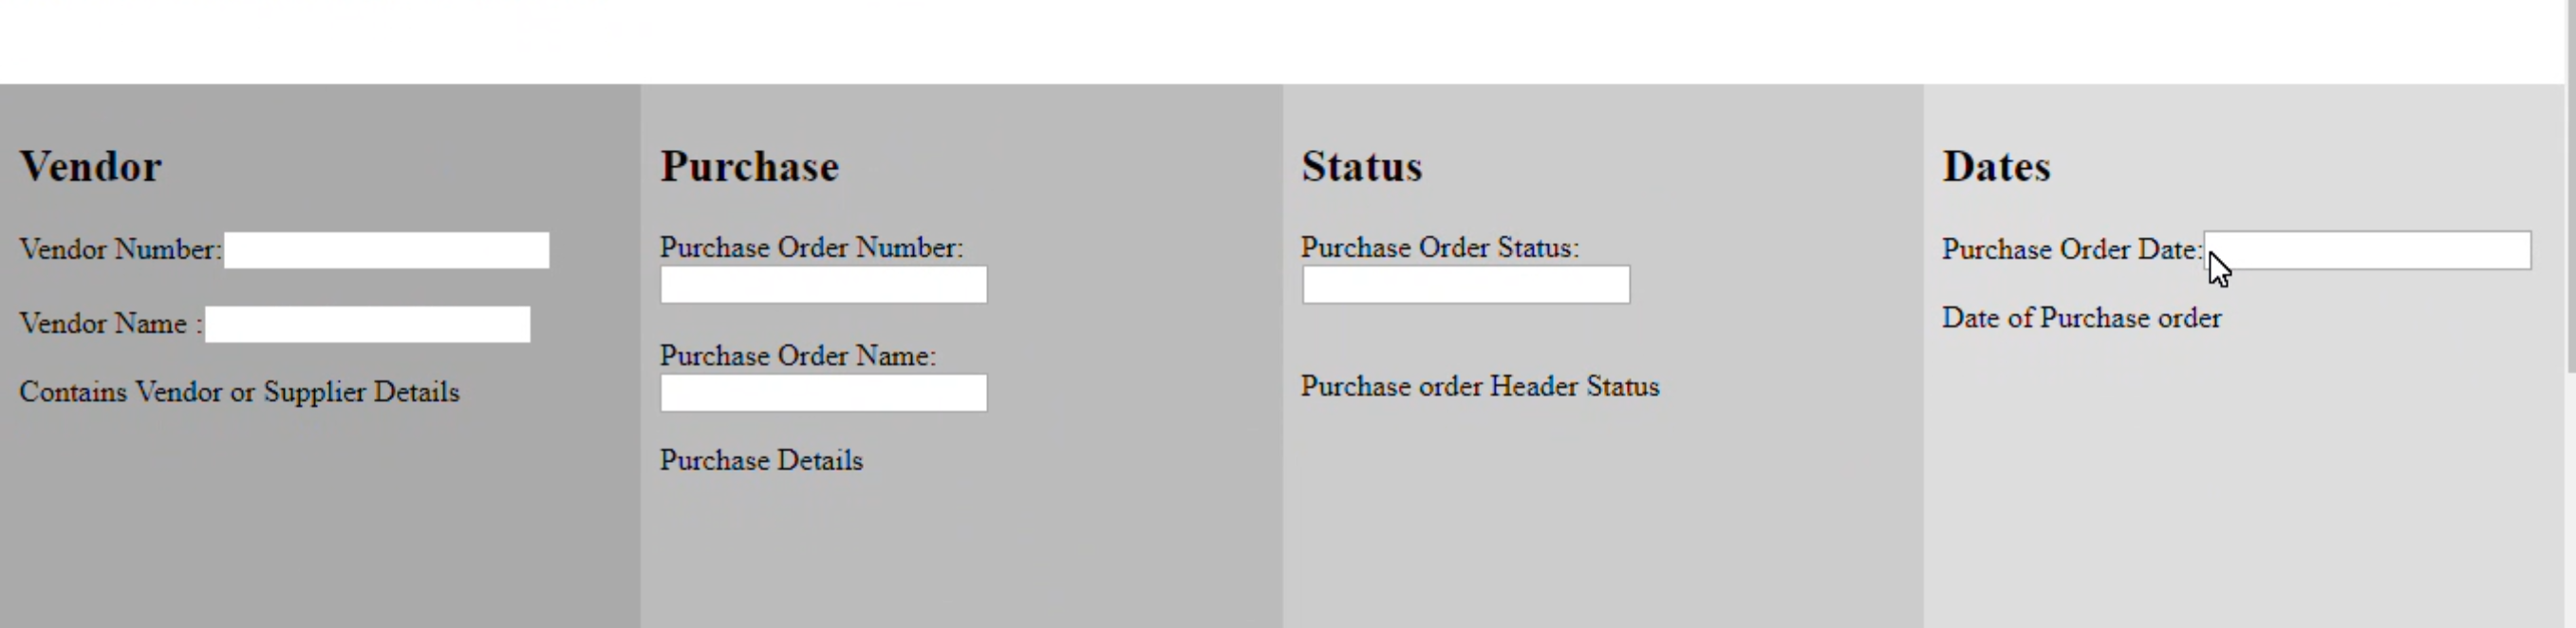 Vendor
Vendor Number:
Vendor Name :
Contains Vendor or Supplier Details
Purchase
Purchase Order Number:
Purchase Order Name:
Purchase Details
Status
Purchase Order Status:
Purchase order Header Status
Dates
Purchase Order Date:
Date of Purchase order